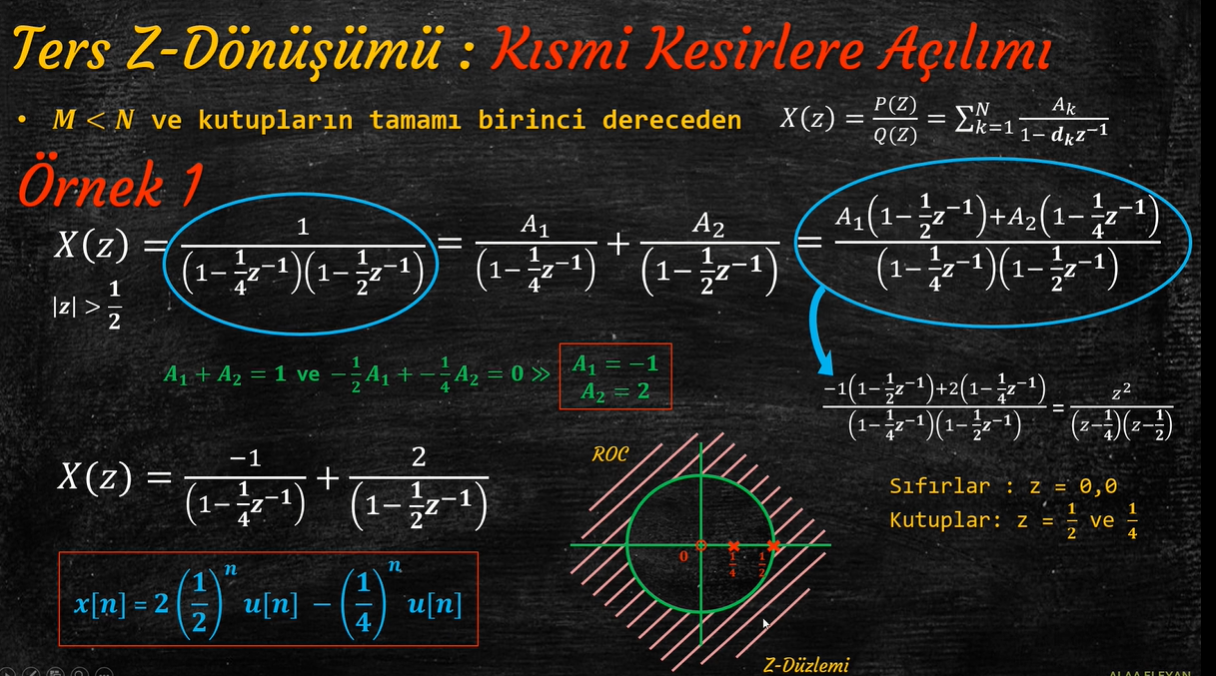 Ters Z-Dönüşümü : Kısmi Kesirlere Açılımı
• M < N ve kutupların tamamı birinci dereceden X(z) = P(Z)/Q(Z) = ∑_{k=1}^{N} A_k/(1− d_k z^{−1})
Örnek 1
X(z) = 1/((1−1/4 z^{−1})(1−1/2 z^{−1})) = A_1/(1−1/4 z^{−1}) + A_2/(1−1/2 z^{−1}) = (A_1(1−1/2 z^{−1})+A_2(1−1/4 z^{−1}))/((1−1/4 z^{−1})(1−1/2 z^{−1}))
|z| > 1/2
A_1 + A_2 = 1 ve −1/2 A_1 + −1/4 A_2 = 0 ≫
A_1 = −1
A_2 = 2
(−1(1−1/2 z^{−1})+2(1−1/4 z^{−1}))/((1−1/4 z^{−1})(1−1/2 z^{−1})) = z^2/((z−1/4)(z−1/2))
X(z) = −1/(1−1/4 z^{−1}) + 2/(1−1/2 z^{−1})
ROC
0 1/4 1/2
Sıfırlar : z = 0,0
Kutuplar: z = 1/2 ve 1/4
x[n] = 2 (1/2)^n u[n] − (1/4)^n u[n]
Z-Düzlemi
ALAA ELEYAN